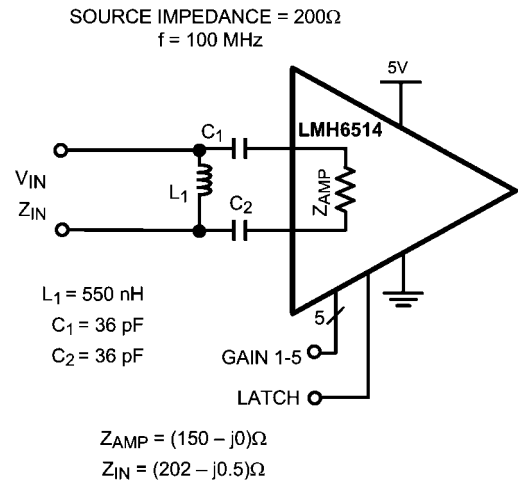 SOURCE IMPEDANCE = 200Ω
f = 100 MHz
5V
LMH6514
C1
VIN
L1
ZAMP
ZIN
C2
L1 = 550 nH
C1 = 36 pF
C2 = 36 pF
5
GAIN 1-5
LATCH
ZAMP = (150 – j0)Ω
ZIN = (202 – j0.5)Ω